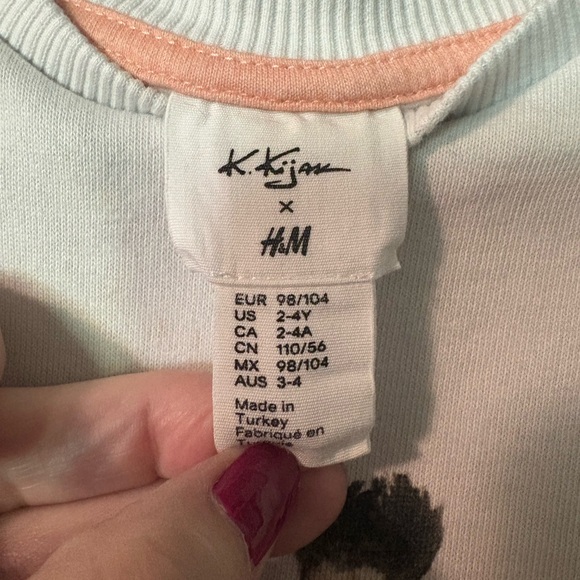 K. Kijak
×
H&M
EUR 98/104
US 2-4Y
CA 2-4A
CN 110/56
MX 98/104
AUS 3-4
Made in
Turkey
Fabriqué en